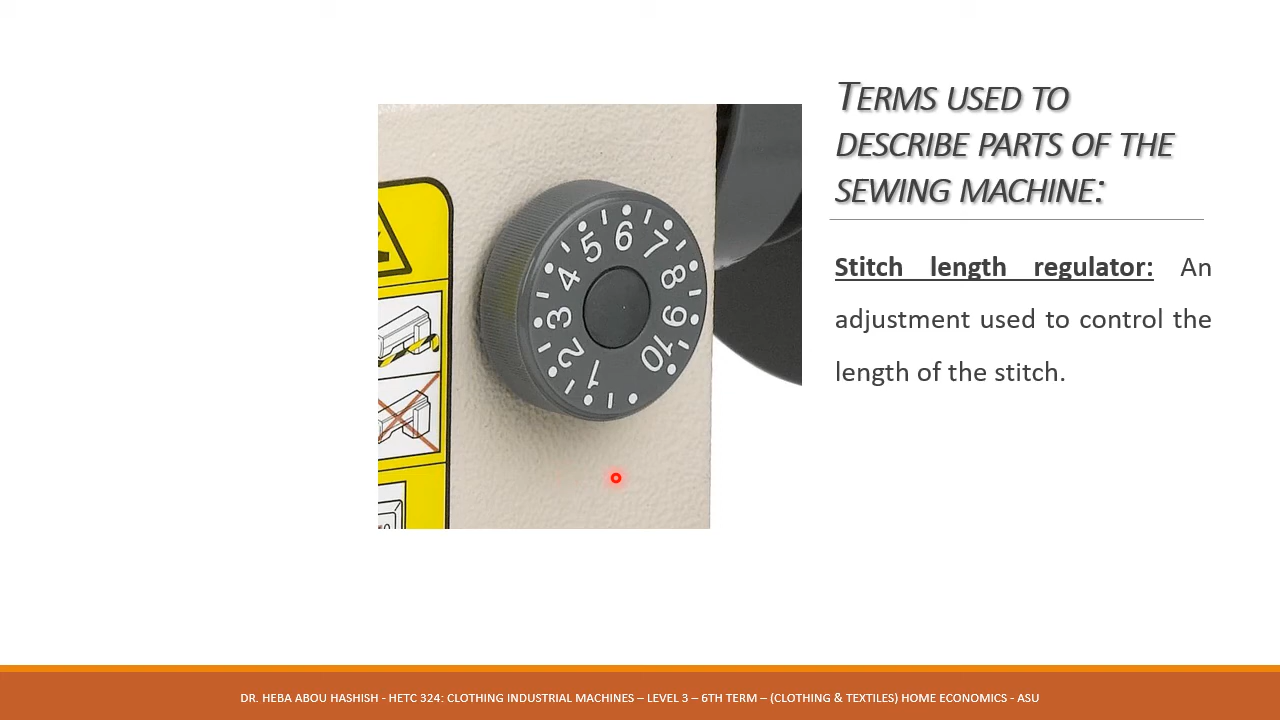 TERMS USED TO
DESCRIBE PARTS OF THE
SEWING MACHINE:
Stitch length regulator: An
adjustment used to control the
length of the stitch.
1
2
3
4
5
6
7
8
9
10
DR. HEBA ABOU HASHISH - HETC 324: CLOTHING INDUSTRIAL MACHINES – LEVEL 3 – 6TH TERM – (CLOTHING & TEXTILES) HOME ECONOMICS - ASU